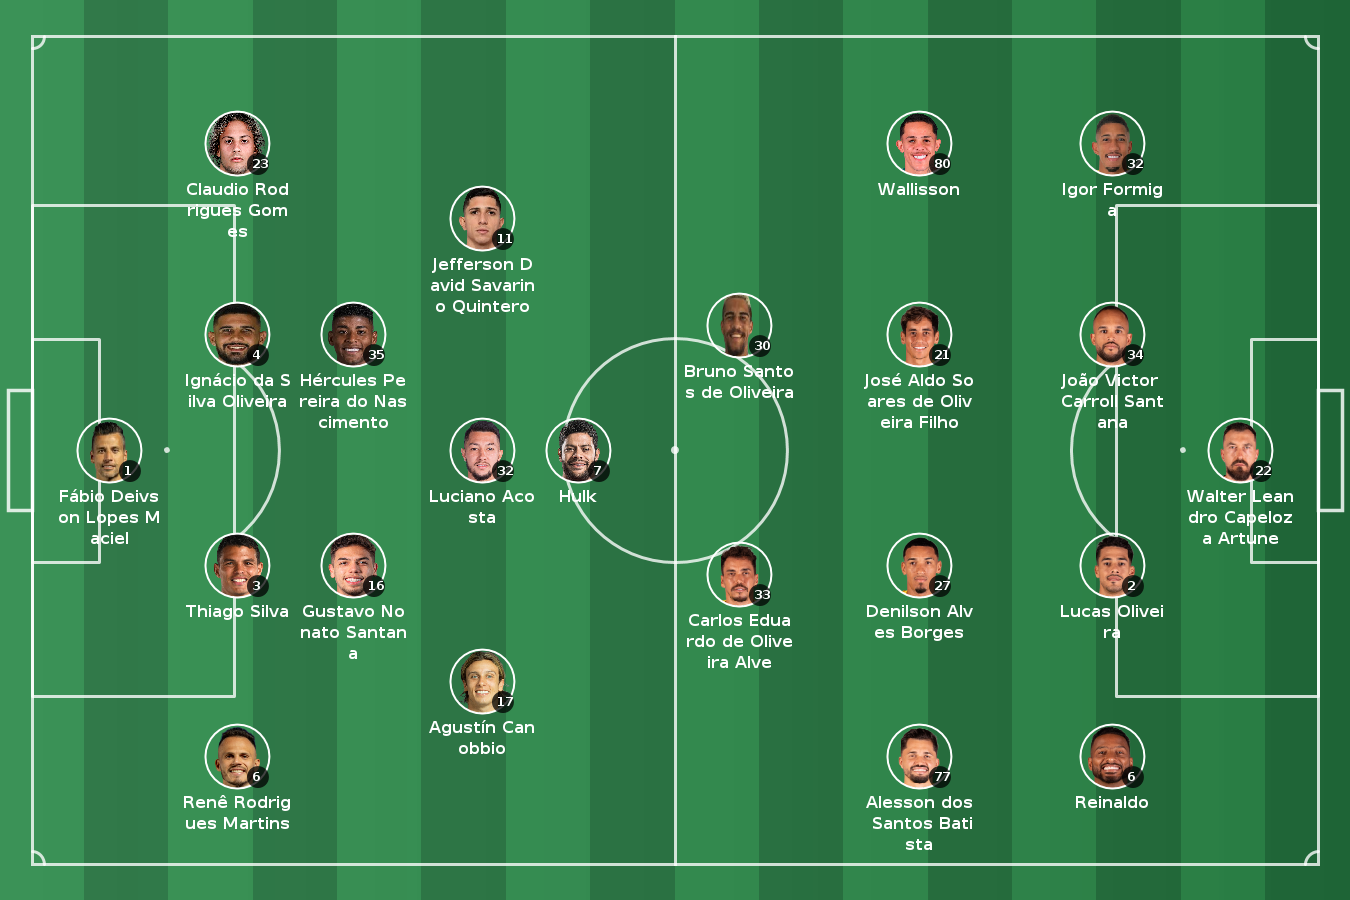 23
Claudio Rod
rigues Gom
es
4
Ignácio da S
ilva Oliveira
35
Hércules Pe
reira do Nas
cimento
11
Jefferson D
avid Savarin
o Quintero
1
Fábio Deivs
on Lopes M
aciel
32
Luciano Aco
sta
7
Hulk
3
Thiago Silva
16
Gustavo No
nato Santan
a
17
Agustín Can
obbio
6
Renê Rodrig
ues Martins
80
Wallisson
32
Igor Formig
a
30
Bruno Santo
s de Oliveira
21
José Aldo So
ares de Oliv
eira Filho
34
João Victor
Carroll Sant
ana
22
Walter Lean
dro Capeloz
a Artune
33
Carlos Edua
rdo de Olive
ira Alve
27
Denilson Alv
es Borges
2
Lucas Olivei
ra
77
Alesson dos
Santos Bati
sta
6
Reinaldo